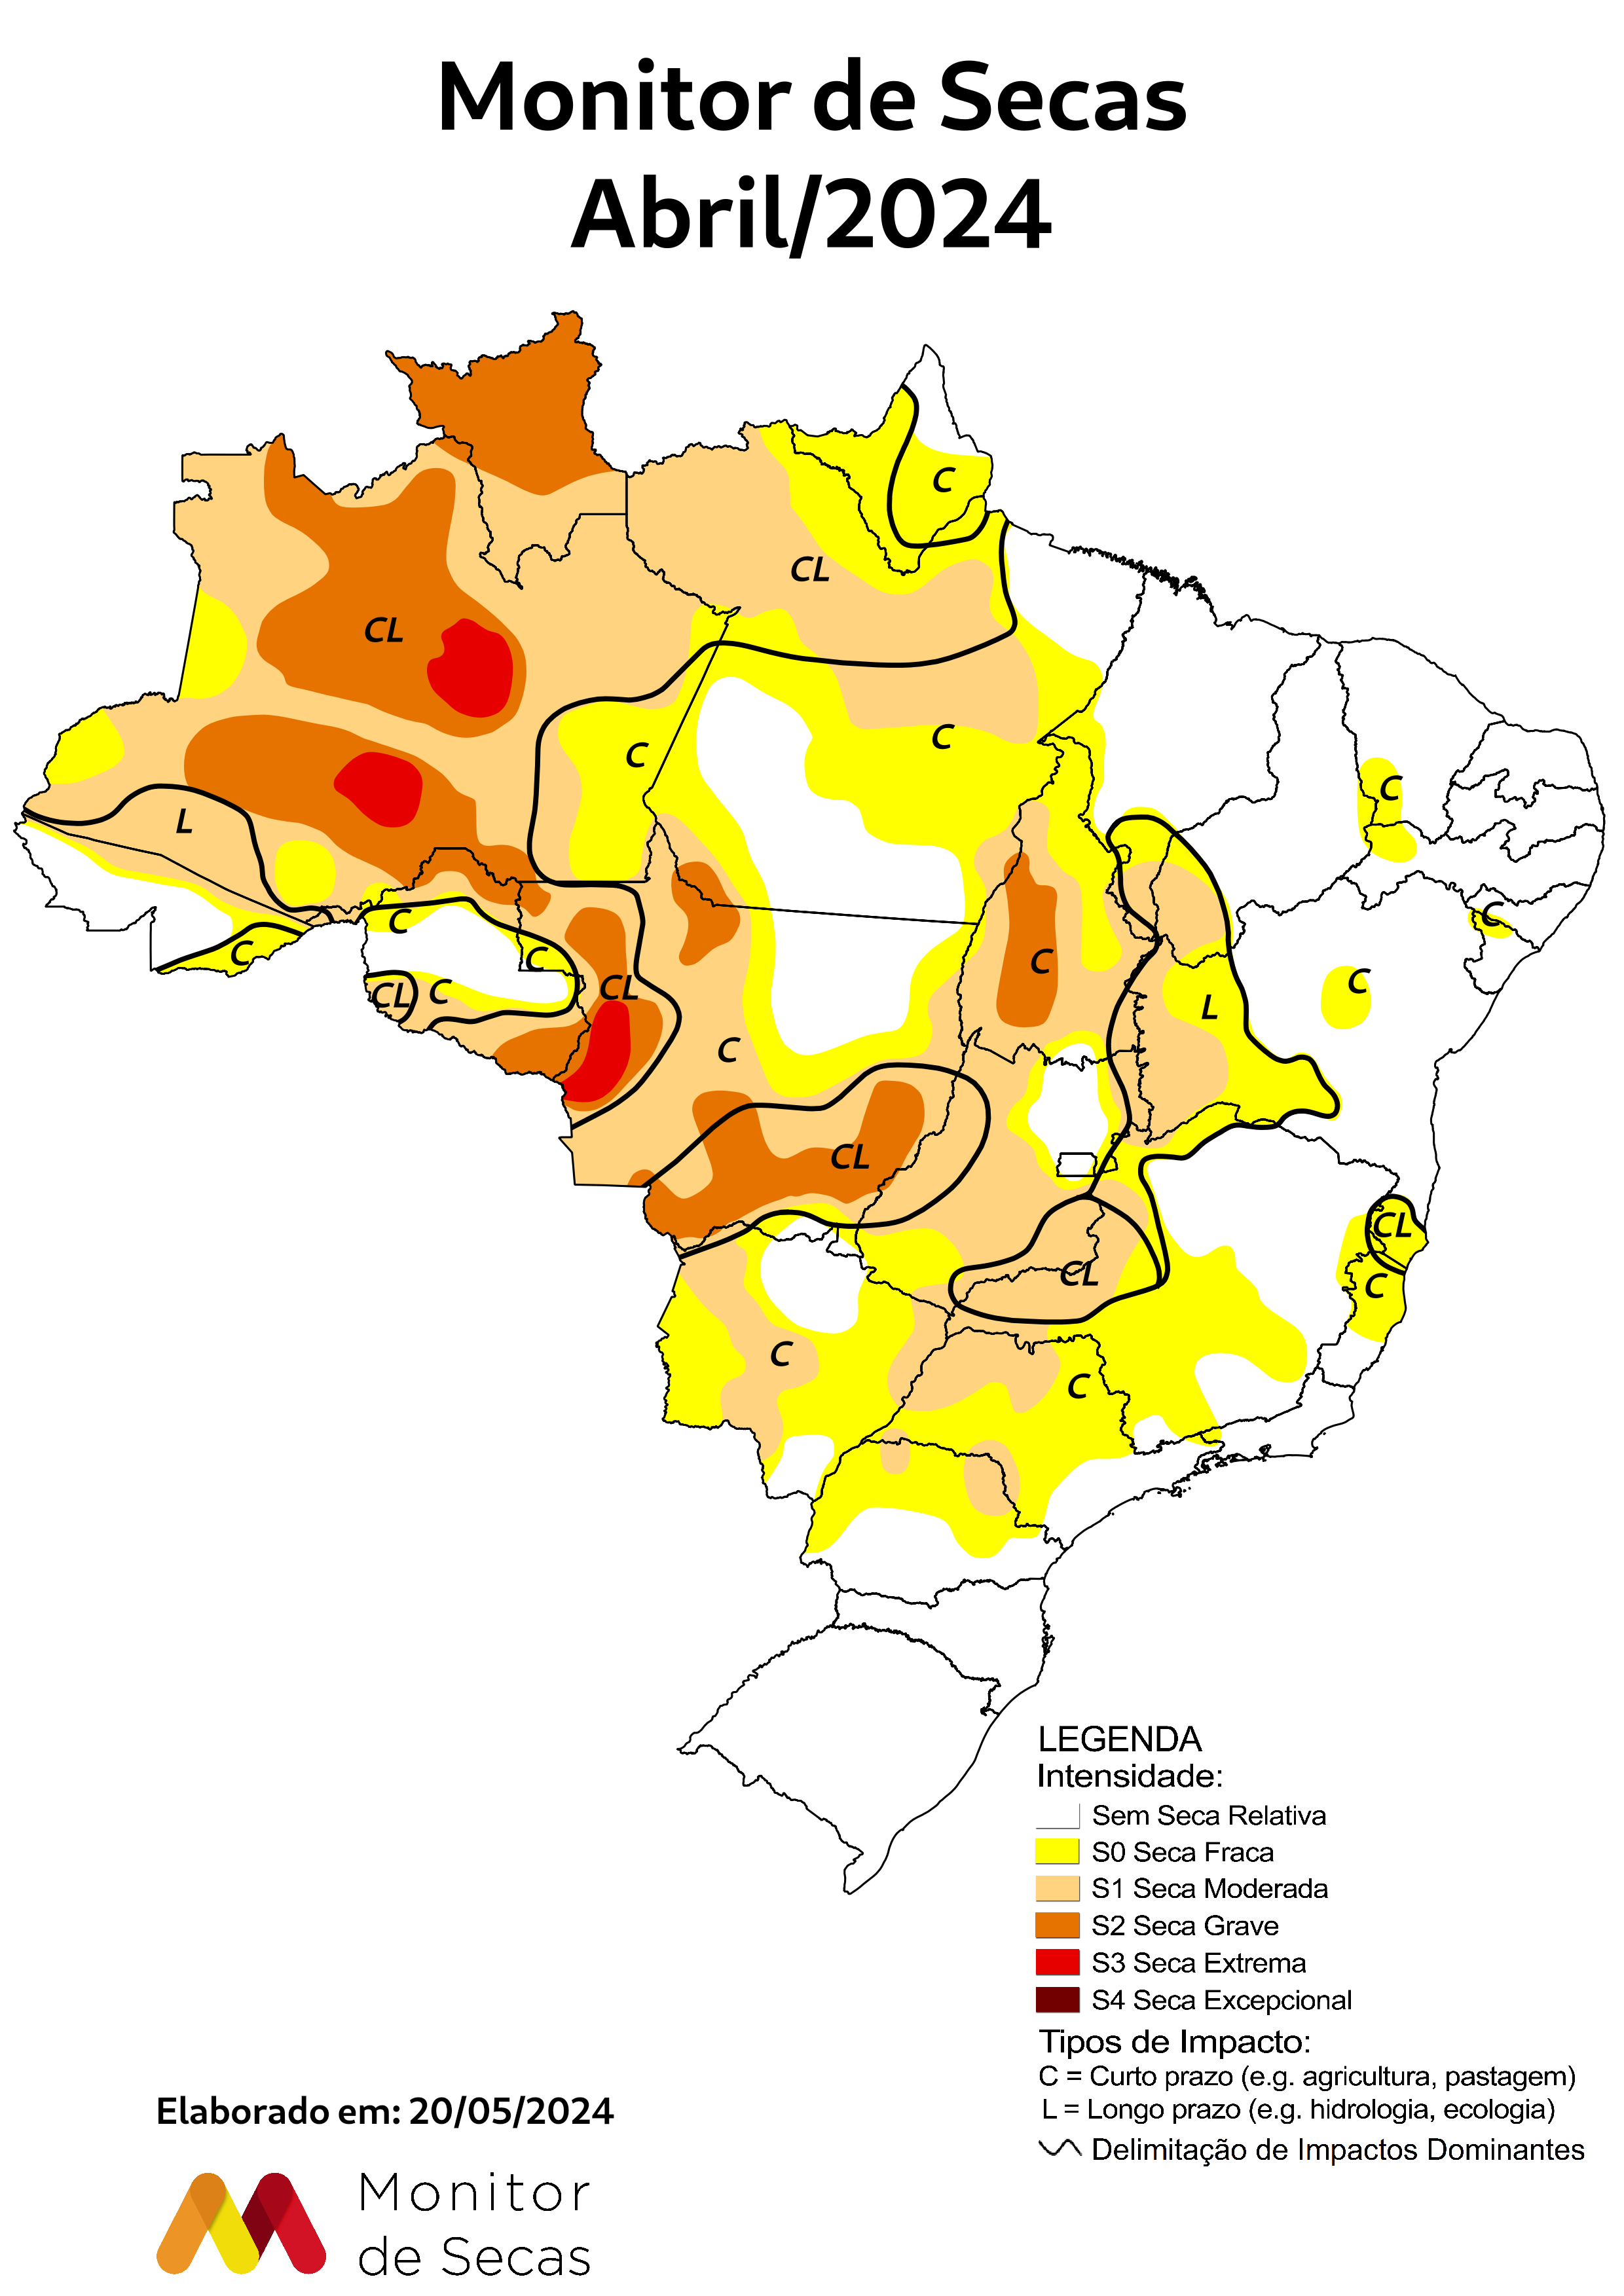 Monitor de Secas
Abril/2024
C
CL
CL
C
C
C
L
C
C
C
C
C
CL
C
L
CL
C
C
C
CL
CL
CL
C
C
C
LEGENDA
Intensidade:
Sem Seca Relativa
S0 Seca Fraca
S1 Seca Moderada
S2 Seca Grave
S3 Seca Extrema
S4 Seca Excepcional
Tipos de Impacto:
C = Curto prazo (e.g. agricultura, pastagem)
L = Longo prazo (e.g. hidrologia, ecologia)
Delimitação de Impactos Dominantes
Elaborado em: 20/05/2024
Monitor
de Secas